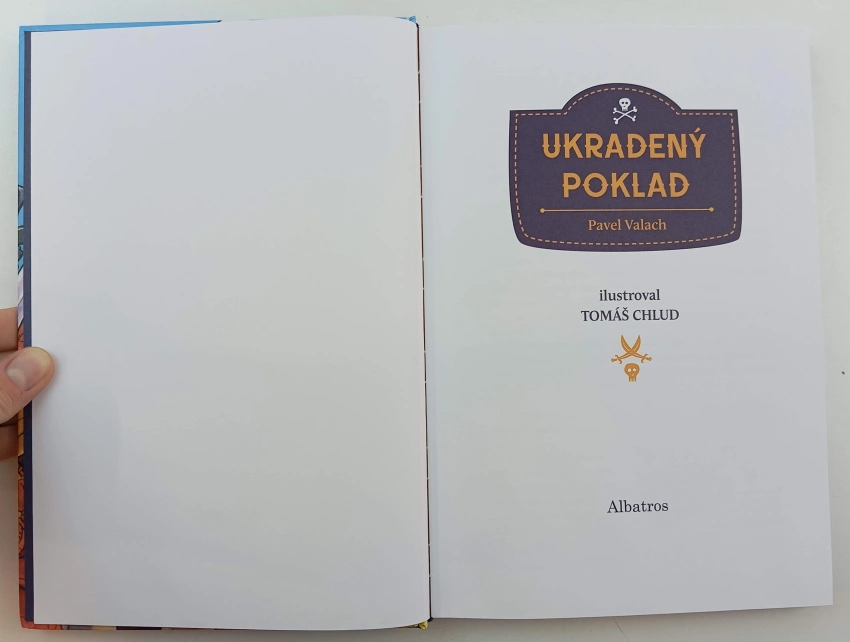 UKRADENÝ
POKLAD
Pavel Valach
ilustroval
TOMÁŠ CHLUD
Albatros